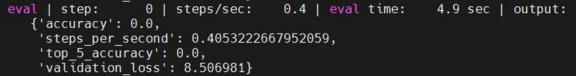 eval | step:      0 | steps/sec:    0.4 | eval time:    4.9 sec | output:
{'accuracy': 0.0,
'steps_per_second': 0.4053222667952059,
'top_5_accuracy': 0.0,
'validation_loss': 8.506981}